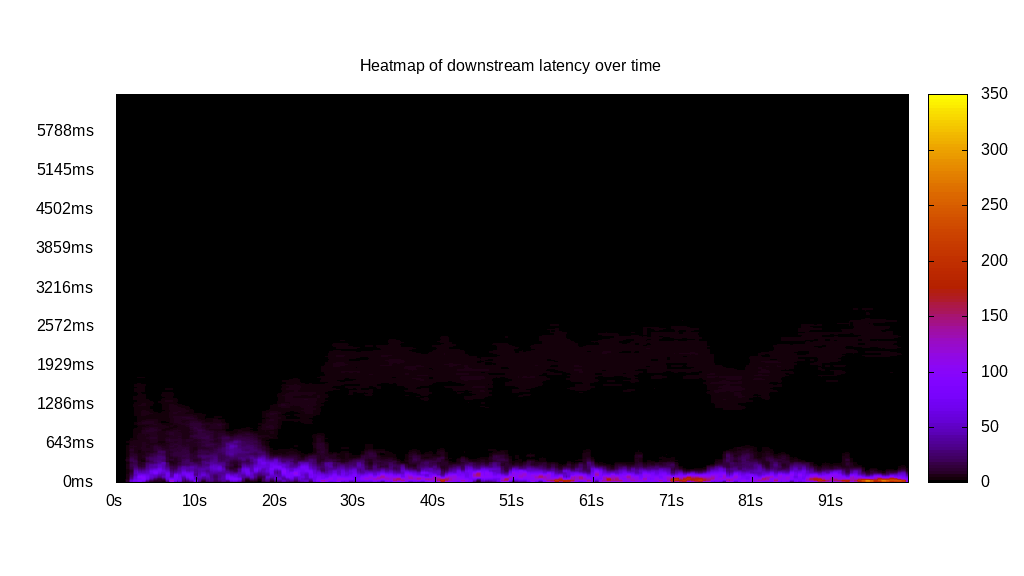 Heatmap of downstream latency over time
5788ms
5145ms
4502ms
3859ms
3216ms
2572ms
1929ms
1286ms
643ms
0ms
0s 10s 20s 30s 40s 51s 61s 71s 81s 91s
350
300
250
200
150
100
50
0